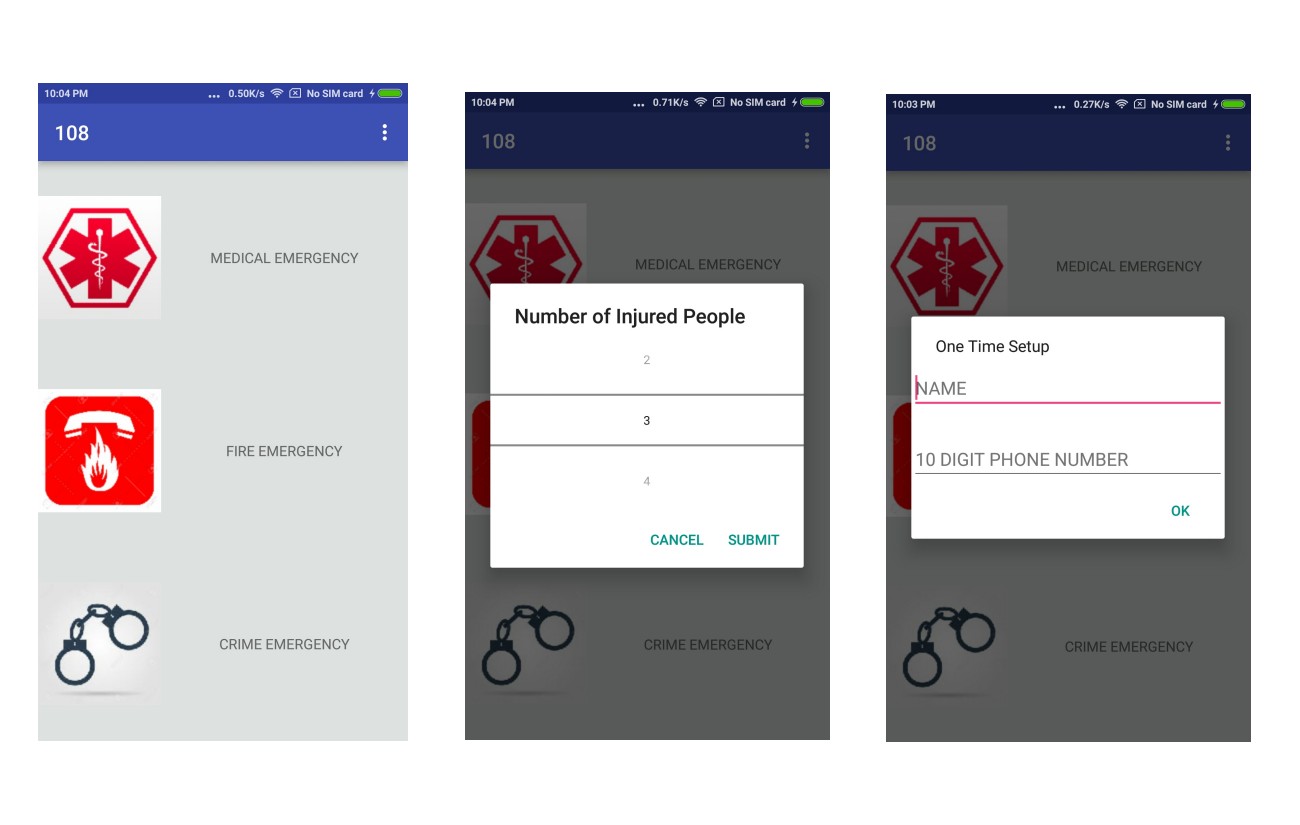 10:04 PM ... 0.50K/s No SIM card
108
MEDICAL EMERGENCY
FIRE EMERGENCY
CRIME EMERGENCY
10:04 PM ... 0.71K/s No SIM card
108
MEDICAL EMERGENCY
Number of Injured People
2
3
4
CANCEL SUBMIT
CRIME EMERGENCY
10:03 PM ... 0.27K/s No SIM card
108
MEDICAL EMERGENCY
One Time Setup
NAME
10 DIGIT PHONE NUMBER
OK
CRIME EMERGENCY